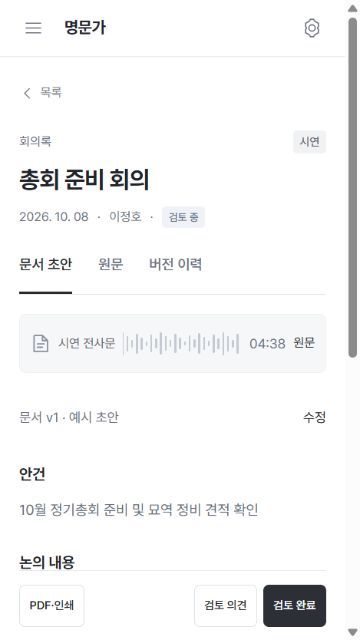 명문가
목록
회의록
시연
총회 준비 회의
2026. 10. 08 · 이정호 · 검토 중
문서 초안 원문 버전 이력
시연 전사문 04:38 원문
문서 v1 · 예시 초안 수정
안건
10월 정기총회 준비 및 묘역 정비 견적 확인
논의 내용
PDF·인쇄 검토 의견 검토 완료